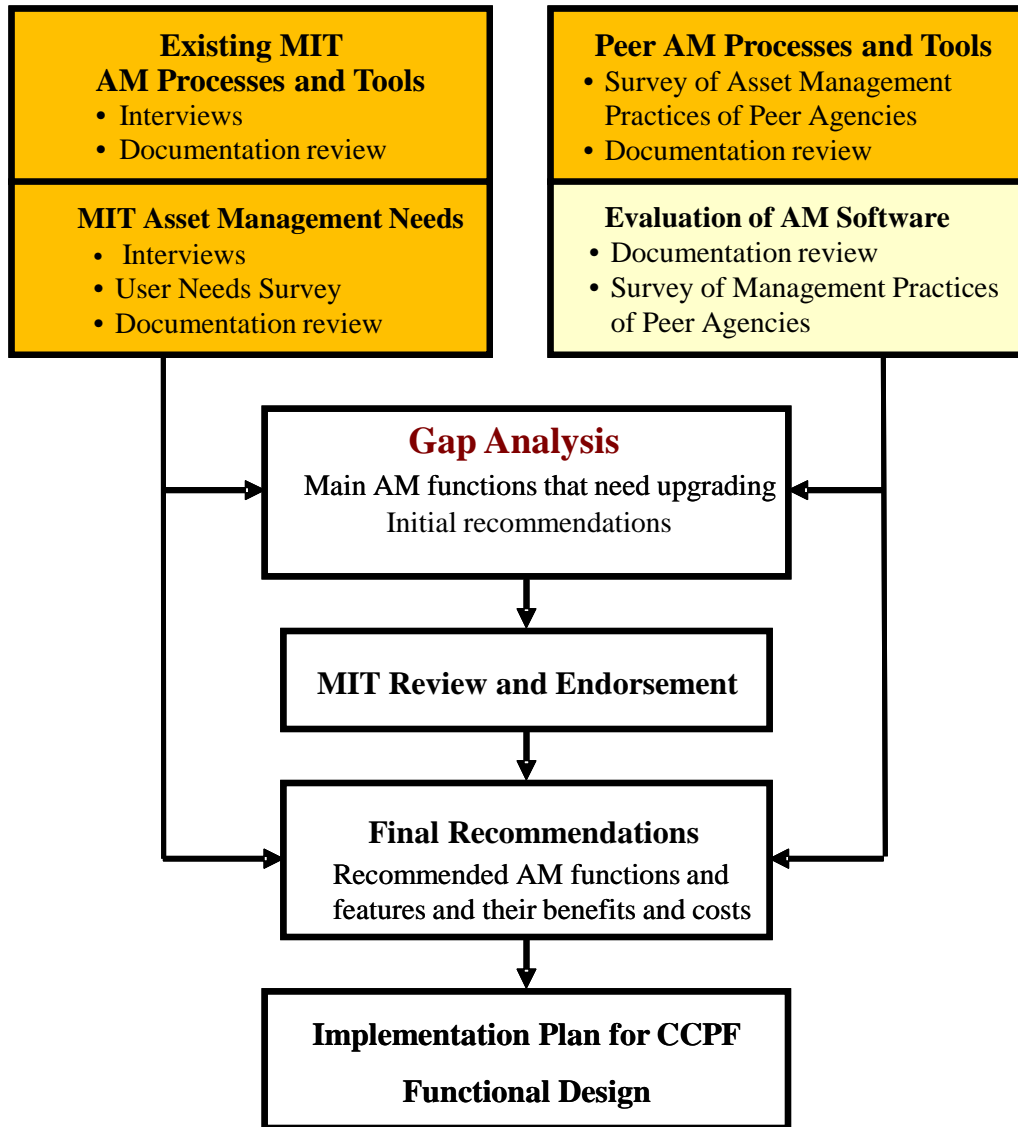 Existing MIT
AM Processes and Tools
• Interviews
• Documentation review
MIT Asset Management Needs
• Interviews
• User Needs Survey
• Documentation review
Peer AM Processes and Tools
• Survey of Asset Management
Practices of Peer Agencies
• Documentation review
Evaluation of AM Software
• Documentation review
• Survey of Management Practices
of Peer Agencies
Gap Analysis
Main AM functions that need upgrading
Initial recommendations
MIT Review and Endorsement
Final Recommendations
Recommended AM functions and
features and their benefits and costs
Implementation Plan for CCPF
Functional Design